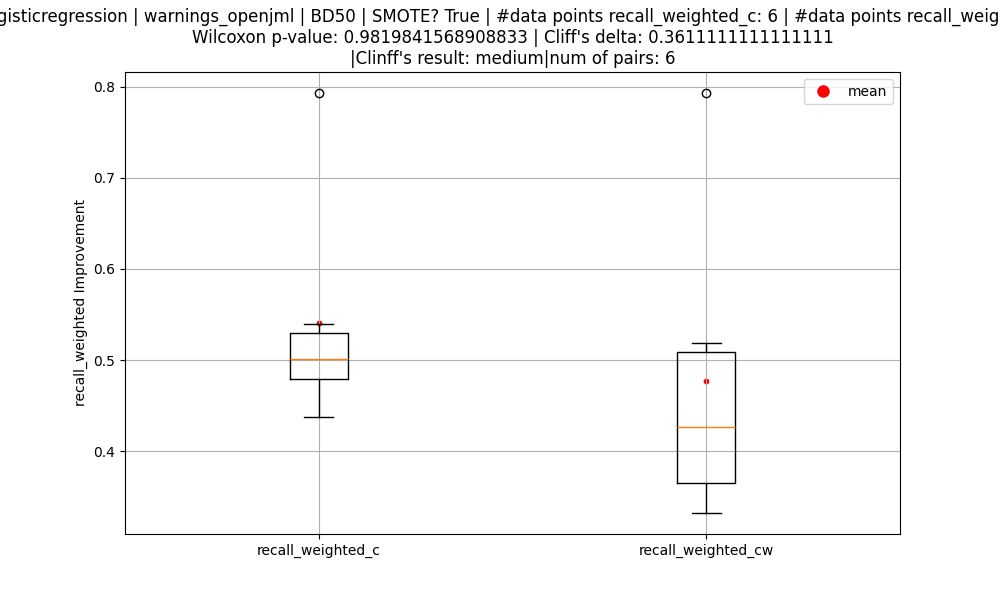 gisticregression | warnings_openjml | BD50 | SMOTE? True | #data points recall_weighted_c: 6 | #data points recall_weig
Wilcoxon p-value: 0.9819841568908833 | Cliff's delta: 0.3611111111111111
|Clinff's result: medium|num of pairs: 6
mean
0.8
0.7
0.6
0.5
0.4
recall_weighted Improvement
recall_weighted_c
recall_weighted_cw